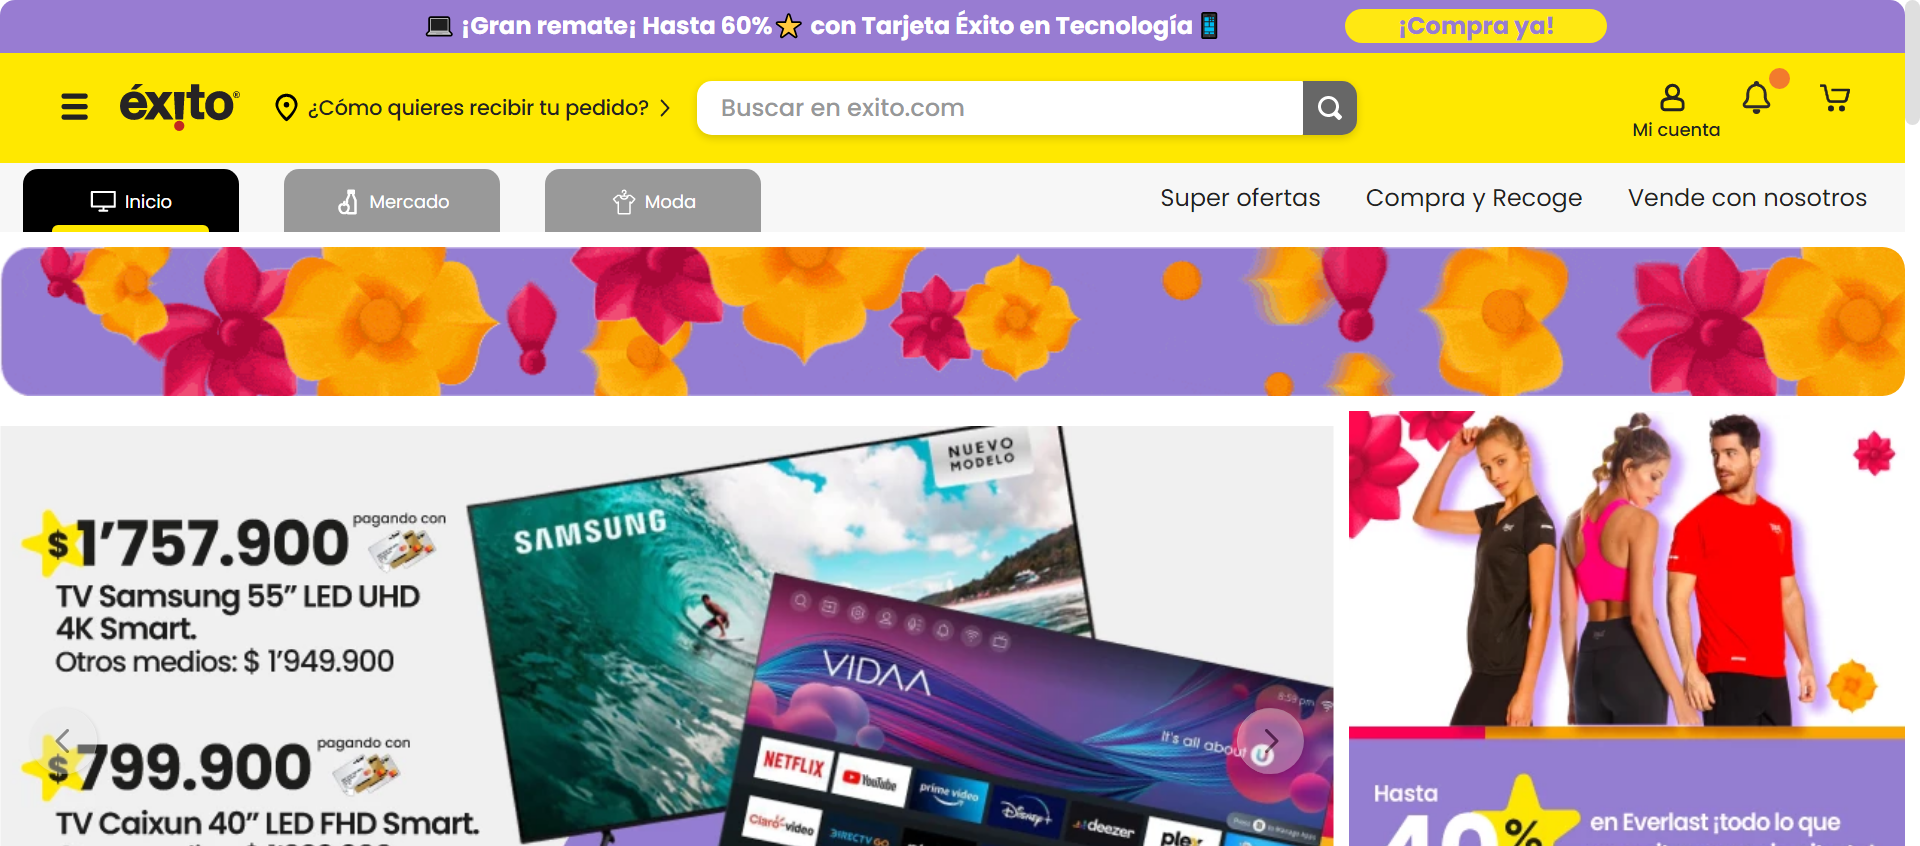 ¡Gran remate¡ Hasta 60% con Tarjeta Éxito en Tecnología
¡Compra ya!
éxito
¿Cómo quieres recibir tu pedido?
Buscar en exito.com
Mi cuenta
Inicio
Mercado
Moda
Super ofertas
Compra y Recoge
Vende con nosotros
NUEVO
MODELO
SAMSUNG
$1'757.900
pagando con
TV Samsung 55” LED UHD
4K Smart.
Otros medios: $ 1'949.900
VIDAA
8:59 pm
It's all about U
NETFLIX
YouTube
prime video
Disney+
deezer
plex
Claro-video
DIRECTV GO
$799.900
pagando con
TV Caixun 40” LED FHD Smart.
Hasta
40%
en Everlast ¡todo lo que